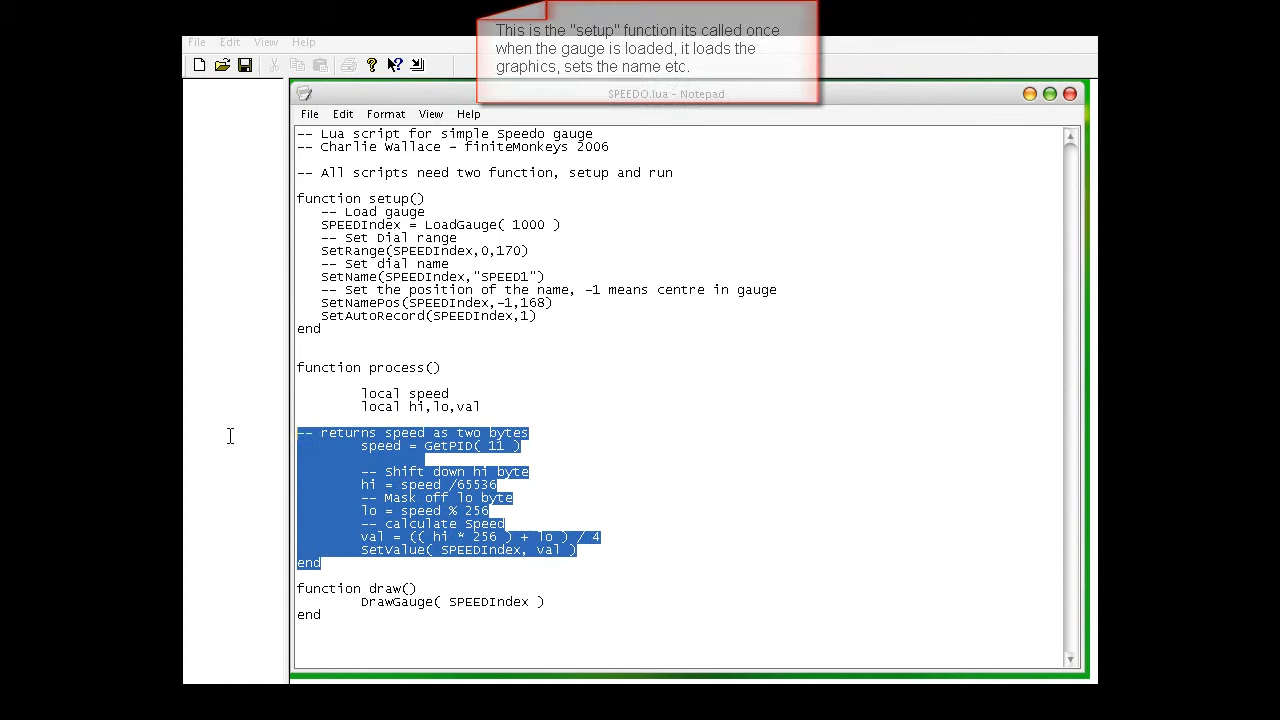 This is the "setup" function its called once
when the gauge is loaded, it loads the
graphics, sets the name etc.
File Edit View Help
SPEEDO.lua - Notepad
File Edit Format View Help
-- Lua script for simple Speedo gauge
-- Charlie Wallace - finiteMonkeys 2006
-- All scripts need two function, setup and run
function setup()
-- Load gauge
SPEEDIndex = LoadGauge( 1000 )
-- Set Dial range
SetRange(SPEEDIndex,0,170)
-- Set dial name
SetName(SPEEDIndex,"SPEED1")
-- Set the position of the name, -1 means centre in gauge
SetNamePos(SPEEDIndex,-1,168)
SetAutoRecord(SPEEDIndex,1)
end
function process()
local speed
local hi,lo,val
-- returns speed as two bytes
speed = GetPID( 11 )
-- Shift down hi byte
hi = speed /65536
-- Mask off lo byte
lo = speed % 256
-- calculate Speed
val = (( hi * 256 ) + lo ) / 4
SetValue( SPEEDIndex, val )
end
function draw()
DrawGauge( SPEEDIndex )
end